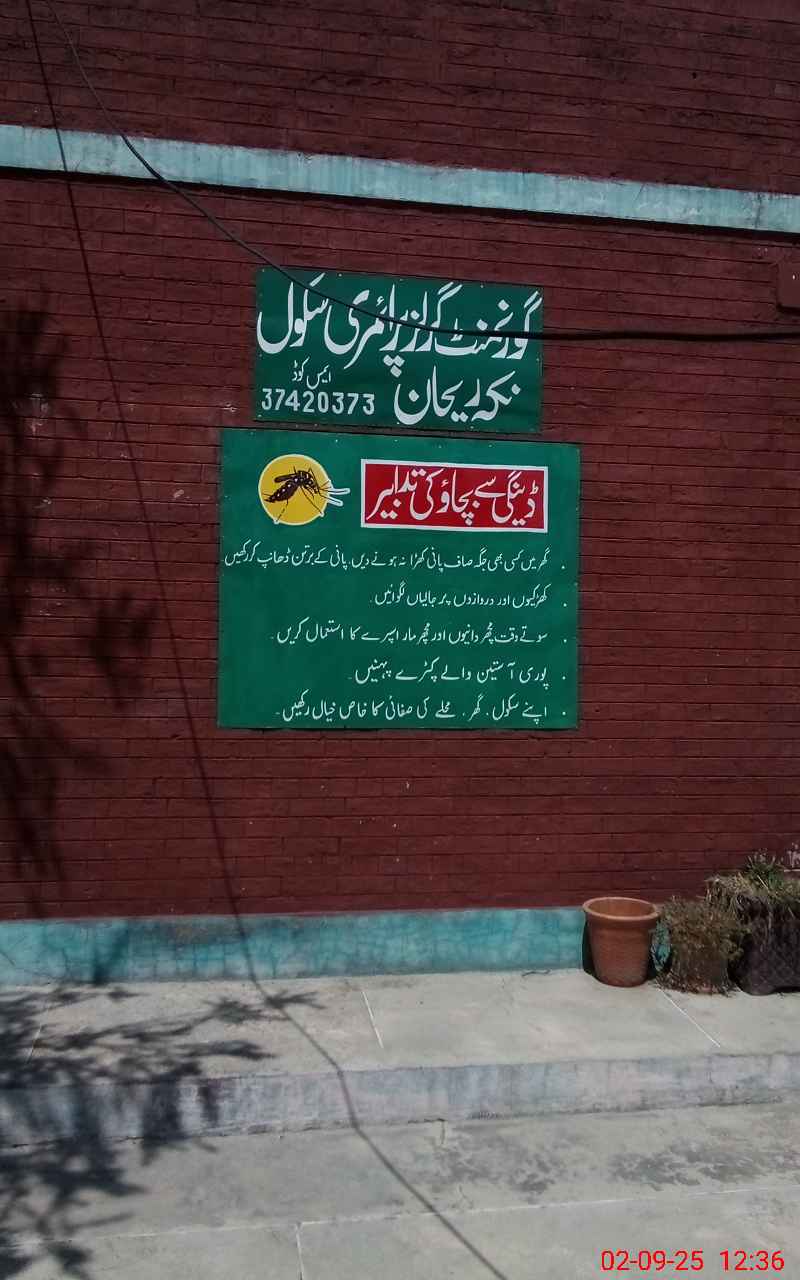 گورنمنٹ گرلز پرائمری سکول
نکہ ریحان
ایمس کوڈ
37420373
ڈینگی سے بچاؤ کی تدابیر
. گھر میں کسی بھی جگہ صاف پانی کھڑا نہ ہونے دیں۔ پانی کے برتن ڈھانپ کر رکھیں۔
. کھڑکیوں اور دروازوں پر جالیاں لگوائیں۔
. سوتے وقت مچھر دانیوں اور مچھر مار اسپرے کا استعمال کریں۔
. پوری آستین والے کپڑے پہنیں۔
. اپنے سکول، گھر، محلے کی صفائی کا خاص خیال رکھیں۔
02-09-25 12:36